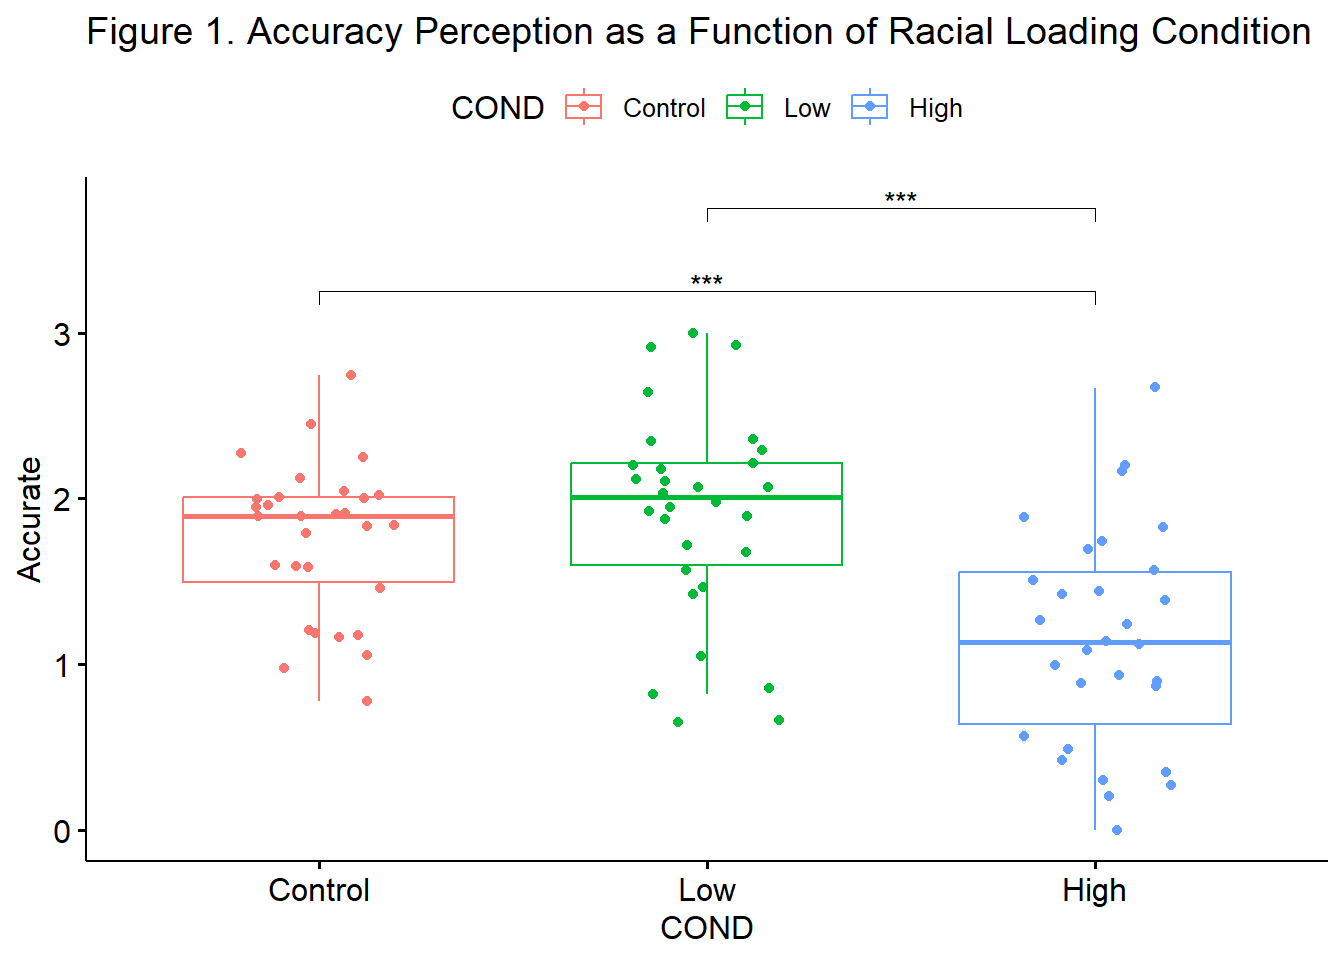 Figure 1. Accuracy Perception as a Function of Racial Loading Condition
COND Control Low High
***
***
Accurate
3
2
1
0
Control Low High
COND